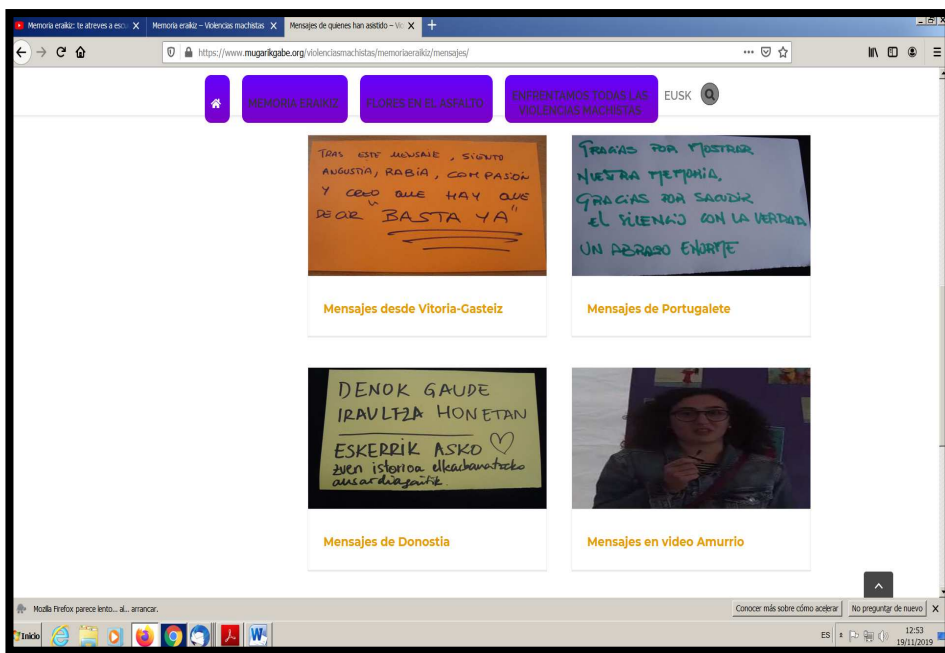 Memoria eraikiz: te atreves a escu
Memoria eraikiz – Violencias machistas
Mensajes de quienes han asistido – Vio
https://www.mugarikgabe.org/violenciasmachistas/memoriaeraikiz/mensajes/
MEMORIA ERAIKIZ
FLORES EN EL ASFALTO
ENFRENTAMOS TODAS LAS
VIOLENCIAS MACHISTAS
EUSK
TRAS ESTE MENSAJE, SIENTO
ANGUSTIA, RABIA, COMPASIÓN
Y CREO QUE HAY QUE
DECIR "BASTA YA"
GRACIAS POR MOSTRAR
NUESTRA MEMORIA,
GRACIAS POR SACUDIR
EL SILENCIO CON LA VERDAD
UN ABRAZO ENORME
Mensajes desde Vitoria-Gasteiz
Mensajes de Portugalete
DENOK GAUDE
IRAULTZA HONETAN
ESKERRIK ASKO
zuen istorioa elkarbanatzeko
ausardiagaitik
Mensajes de Donostia
Mensajes en video Amurrio
Mozilla Firefox parece lento... al... arrancar.
Conocer más sobre cómo acelerar
No preguntar de nuevo
Inicio
ES
12:53
19/11/2019